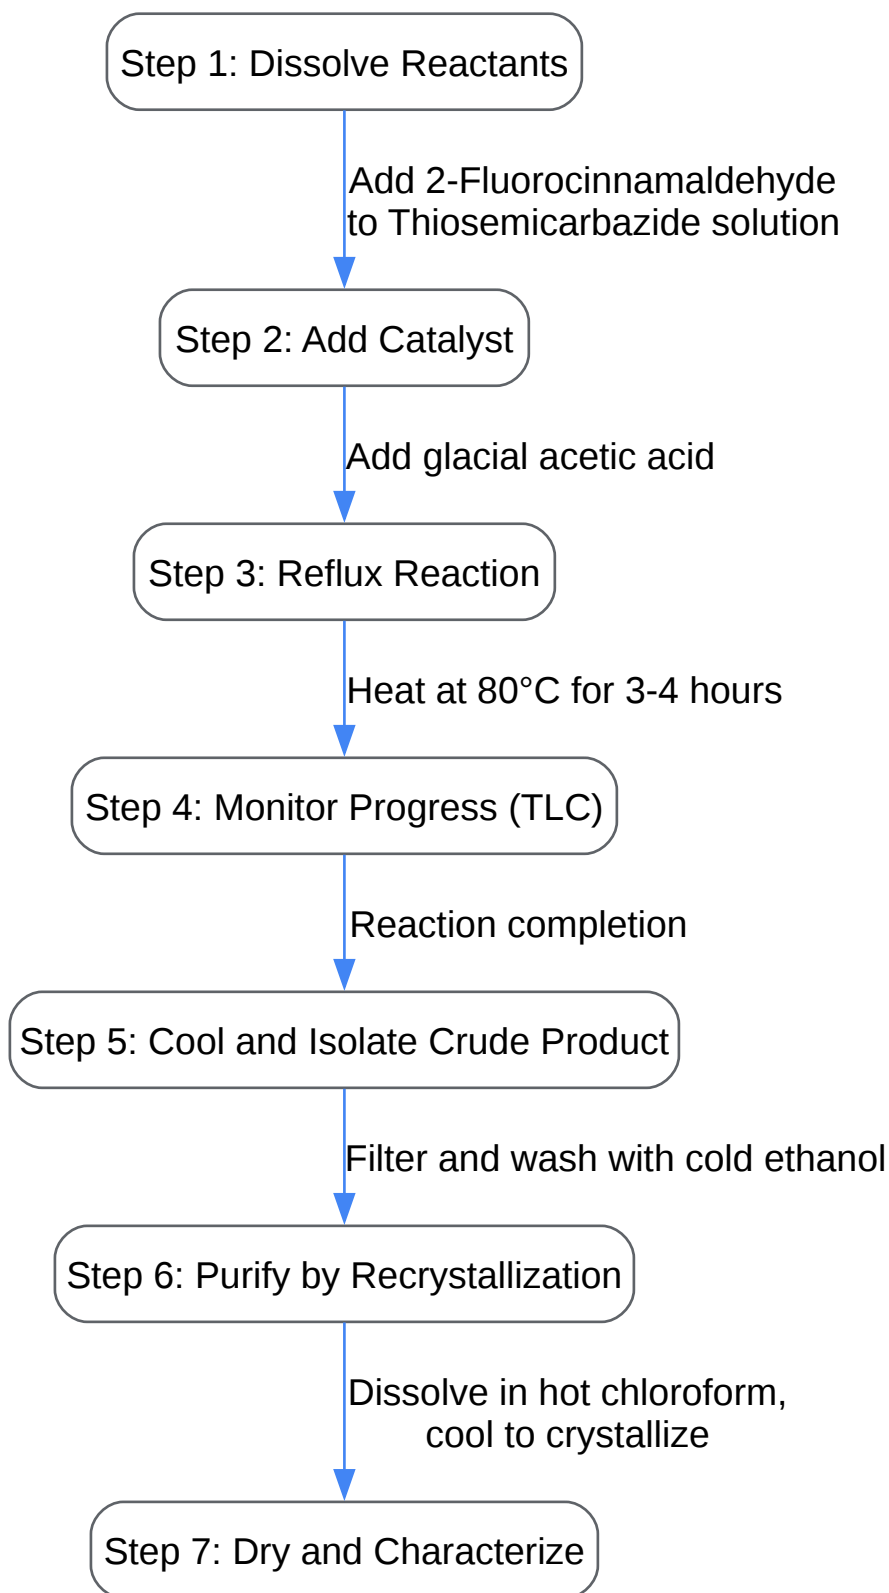 Step 1: Dissolve Reactants
Add 2-Fluorocinnamaldehyde
to Thiosemicarbazide solution
Step 2: Add Catalyst
Add glacial acetic acid
Step 3: Reflux Reaction
Heat at 80°C for 3-4 hours
Step 4: Monitor Progress (TLC)
Reaction completion
Step 5: Cool and Isolate Crude Product
Filter and wash with cold ethanol
Step 6: Purify by Recrystallization
Dissolve in hot chloroform,
cool to crystallize
Step 7: Dry and Characterize